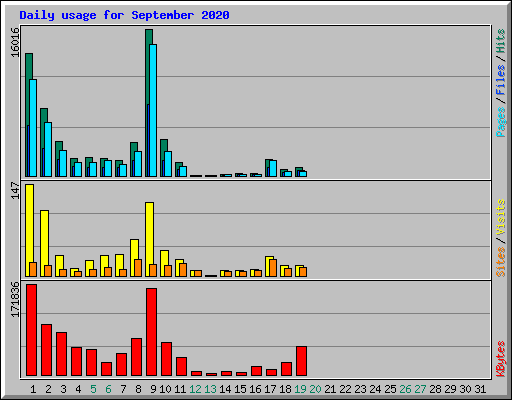 Daily usage for September 2020
16016
Pages/Files/Hits
147
Sites/Visits
171836
KBytes
1 2 3 4 5 6 7 8 9 10 11 12 13 14 15 16 17 18 19 20 21 22 23 24 25 26 27 28 29 30 31